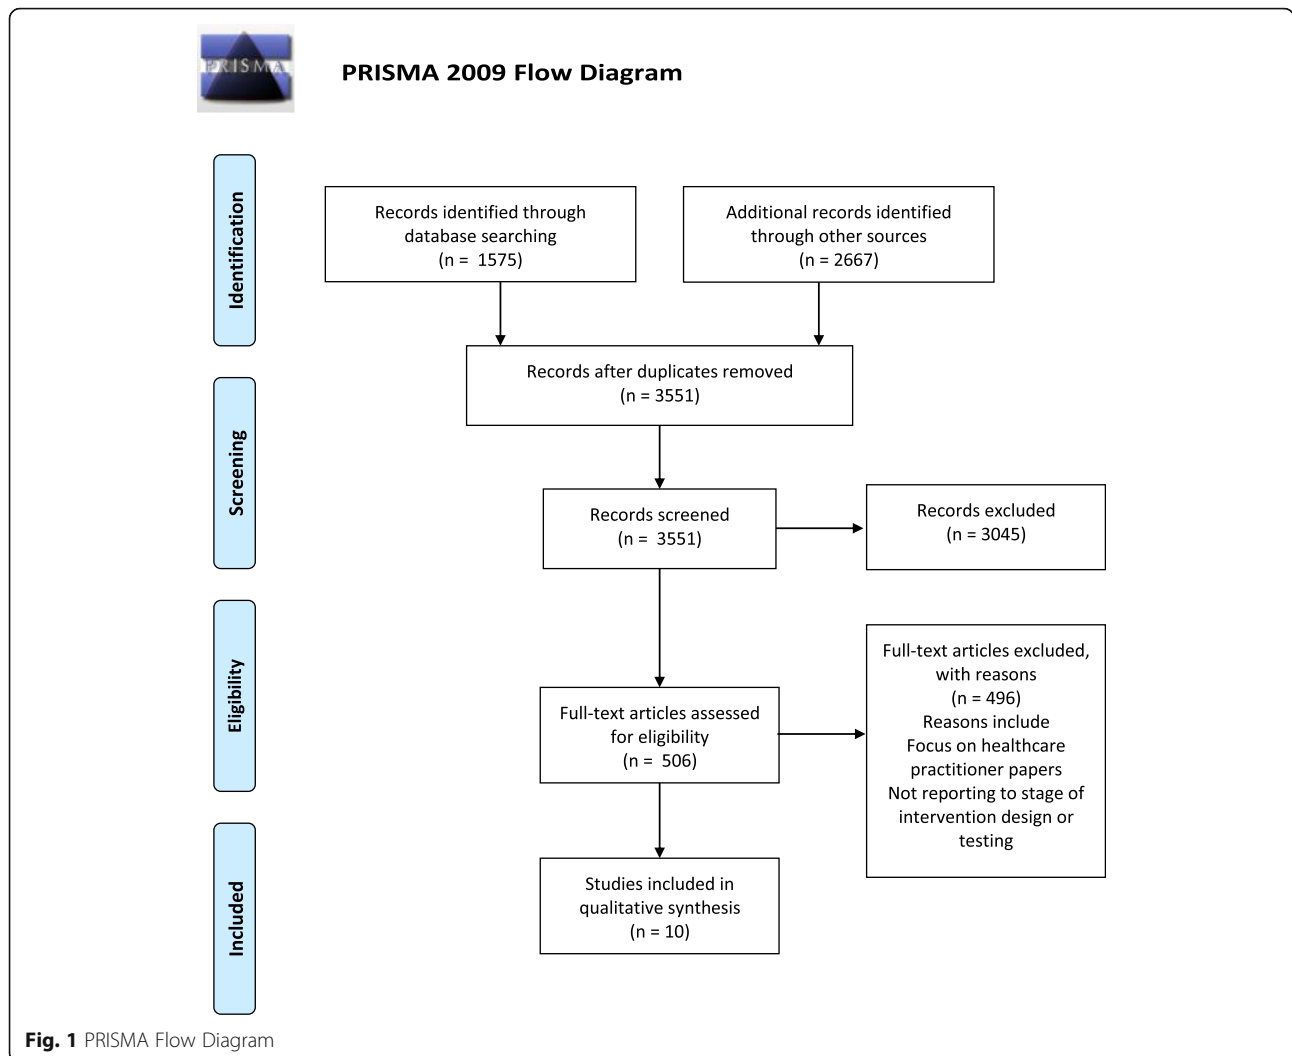 PRISMA
PRISMA 2009 Flow Diagram
Identification
Records identified through
database searching
(n = 1575)
Additional records identified
through other sources
(n = 2667)
Records after duplicates removed
(n = 3551)
Screening
Records screened
(n = 3551)
Records excluded
(n = 3045)
Eligibility
Full-text articles assessed
for eligibility
(n = 506)
Full-text articles excluded,
with reasons
(n = 496)
Reasons include
Focus on healthcare
practitioner papers
Not reporting to stage of
intervention design or
testing
Included
Studies included in
qualitative synthesis
(n = 10)
Fig. 1 PRISMA Flow Diagram